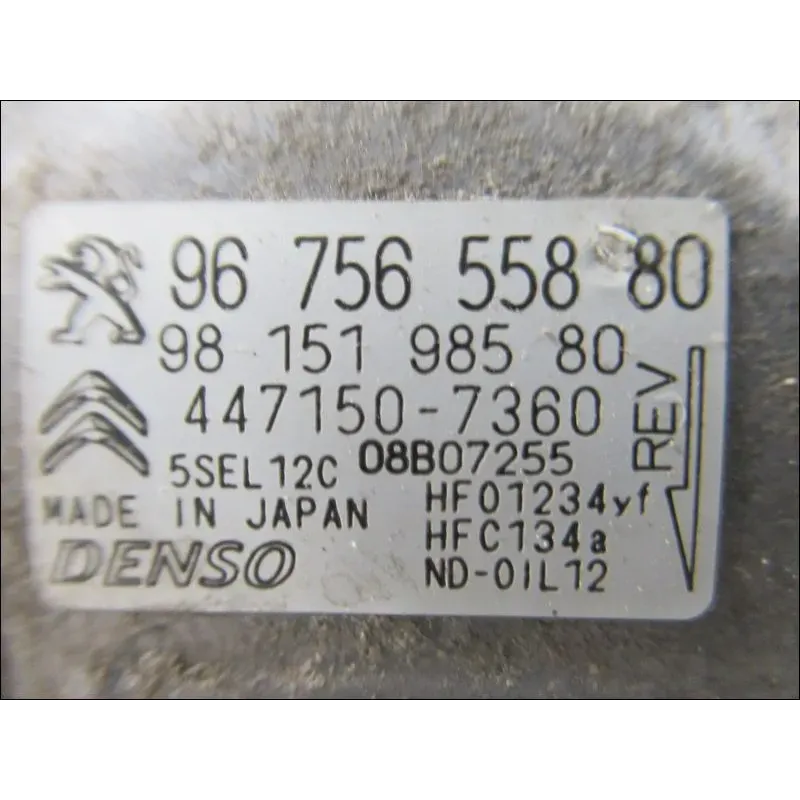 96 756 558 80
98 151 985 80
447150-7360
5SEL12C 08B07255
REV
MADE IN JAPAN HFO1234yf
HFC134a
DENSO ND-OIL12